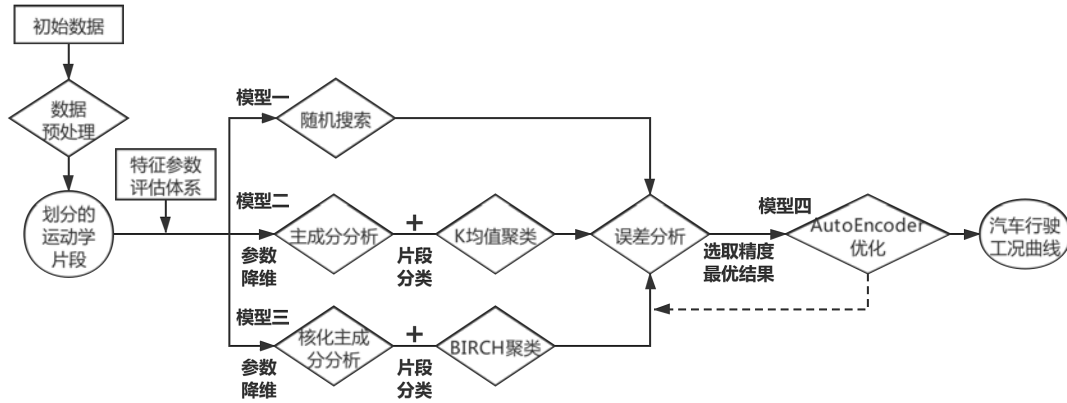 初始数据
数据
预处理
划分的
运动学
片段
特征参数
评估体系
模型一
随机搜索
模型二
参数
降维
主成分分析
+
片段
分类
K均值聚类
模型三
参数
降维
核化主成
分分析
+
片段
分类
BIRCH聚类
误差分析
选取精度
最优结果
模型四
AutoEncoder
优化
汽车行驶
工况曲线